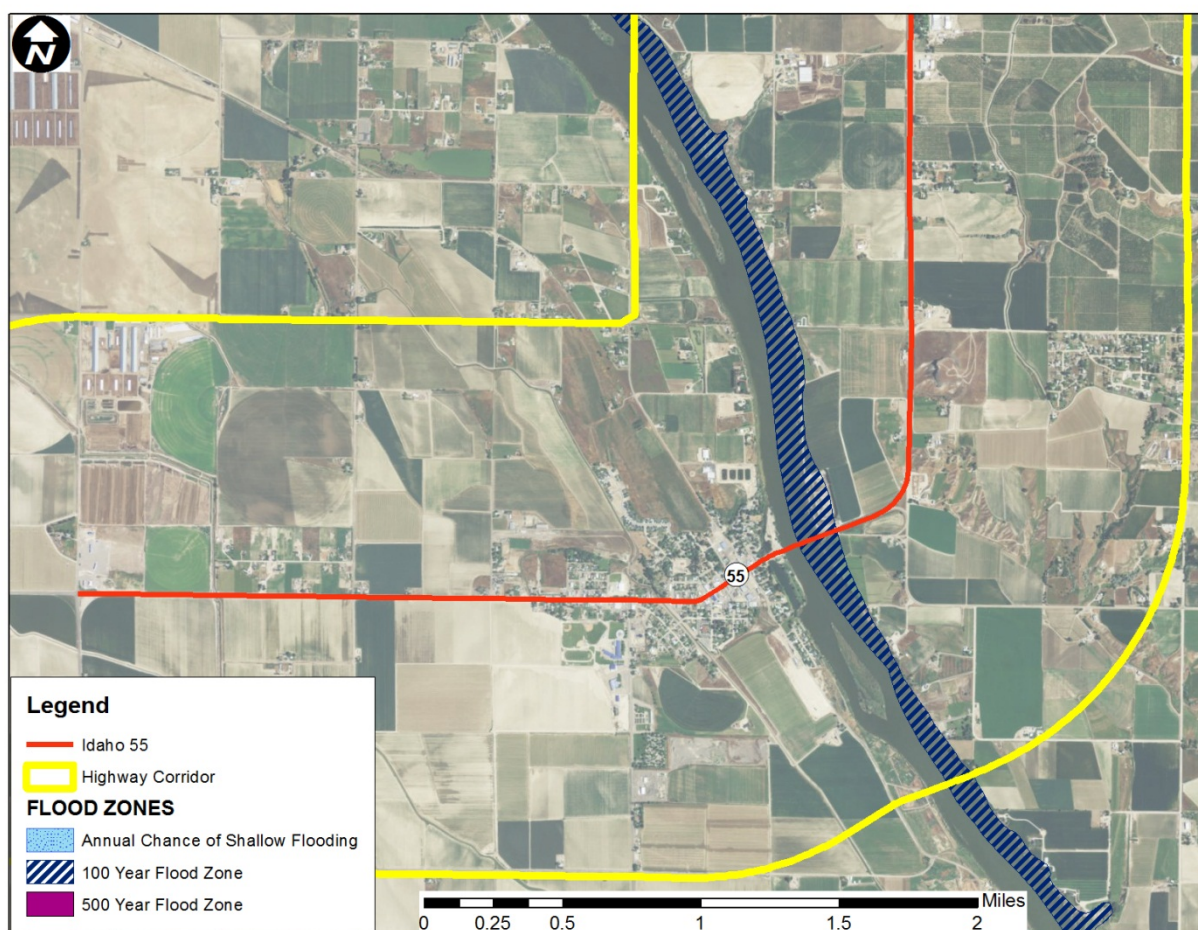 N
55
Legend
Idaho 55
Highway Corridor
FLOOD ZONES
Annual Chance of Shallow Flooding
100 Year Flood Zone
500 Year Flood Zone
Miles
0 0.25 0.5 1 1.5 2